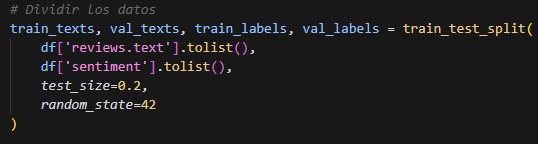 # Dividir los datos
train_texts, val_texts, train_labels, val_labels = train_test_split(
    df['reviews.text'].tolist(),
    df['sentiment'].tolist(),
    test_size=0.2,
    random_state=42
)